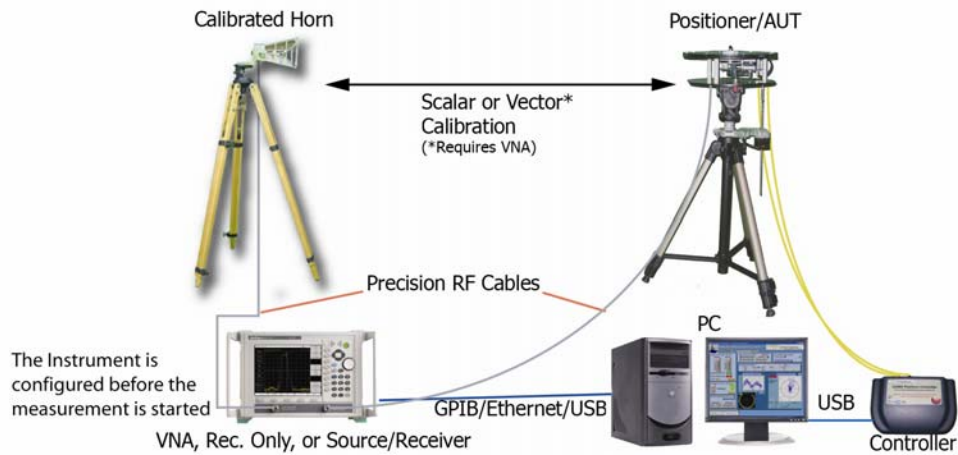 Calibrated Horn
Positioner/AUT
Scalar or Vector*
Calibration
(*Requires VNA)
Precision RF Cables
PC
The Instrument is
configured before the
measurement is started
GPIB/Ethernet/USB
USB
VNA, Rec. Only, or Source/Receiver
Controller